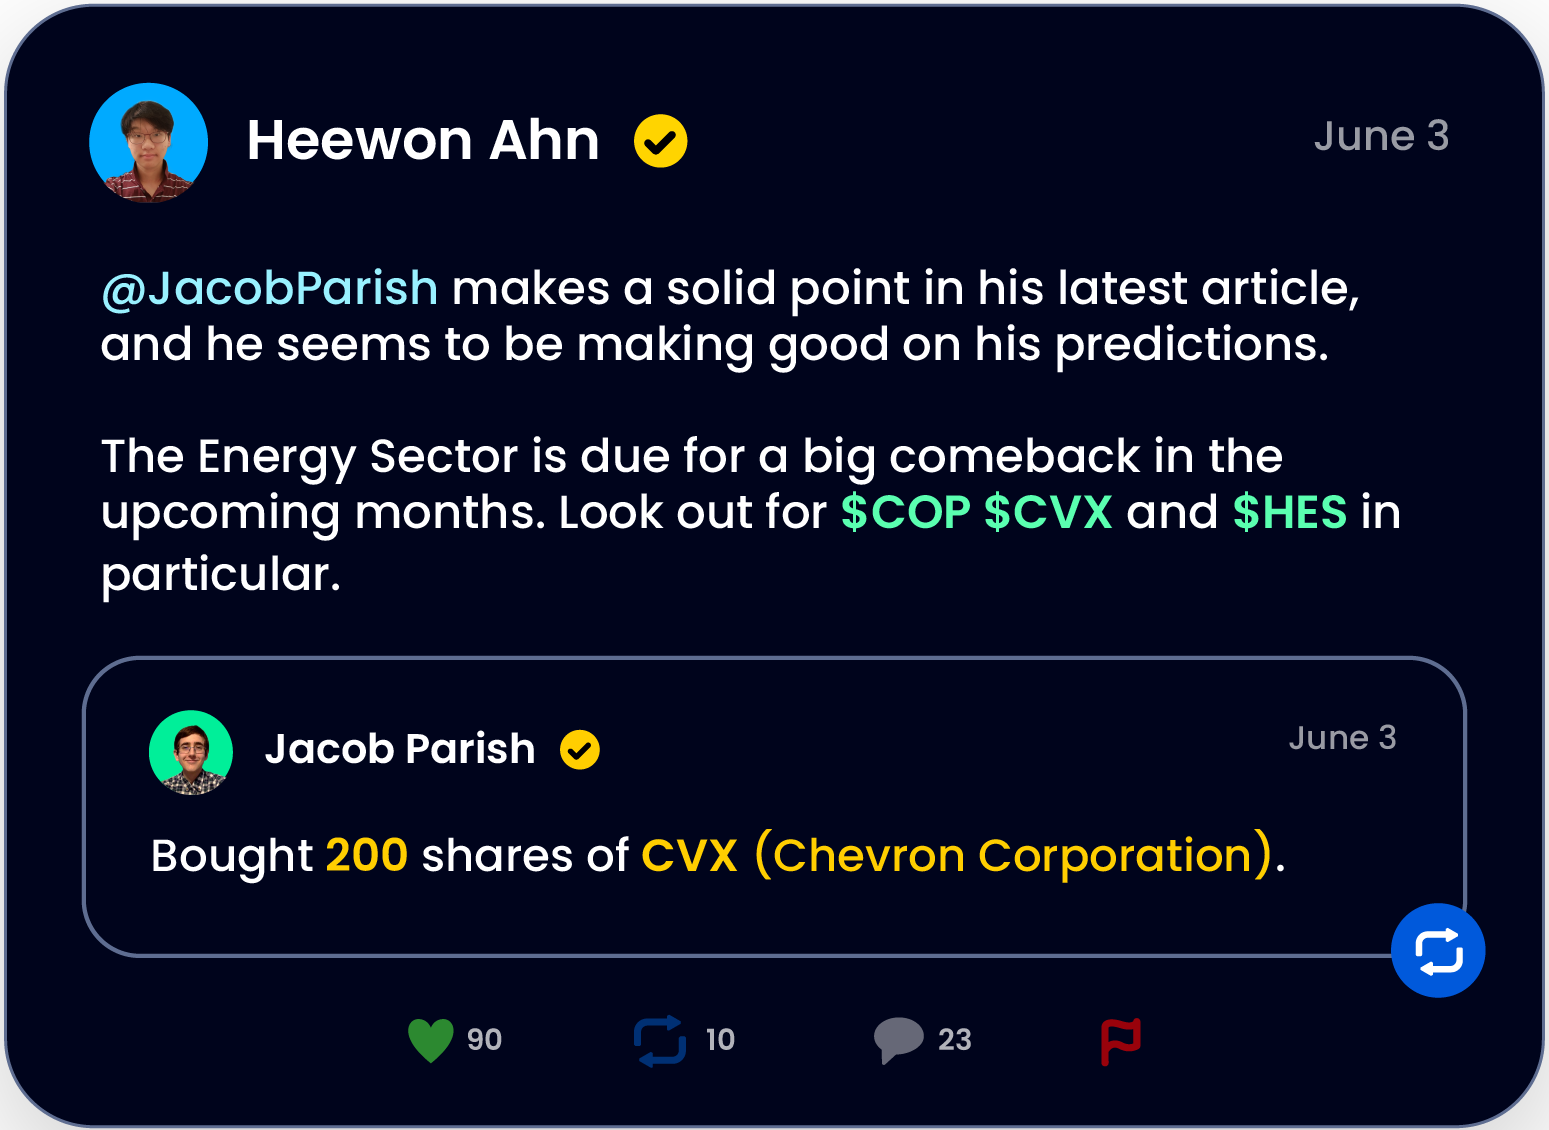 Heewon Ahn
June 3
@JacobParish makes a solid point in his latest article,
and he seems to be making good on his predictions.
The Energy Sector is due for a big comeback in the
upcoming months. Look out for $COP $CVX and $HES in
particular.
Jacob Parish
June 3
Bought 200 shares of CVX (Chevron Corporation).
90
10
23